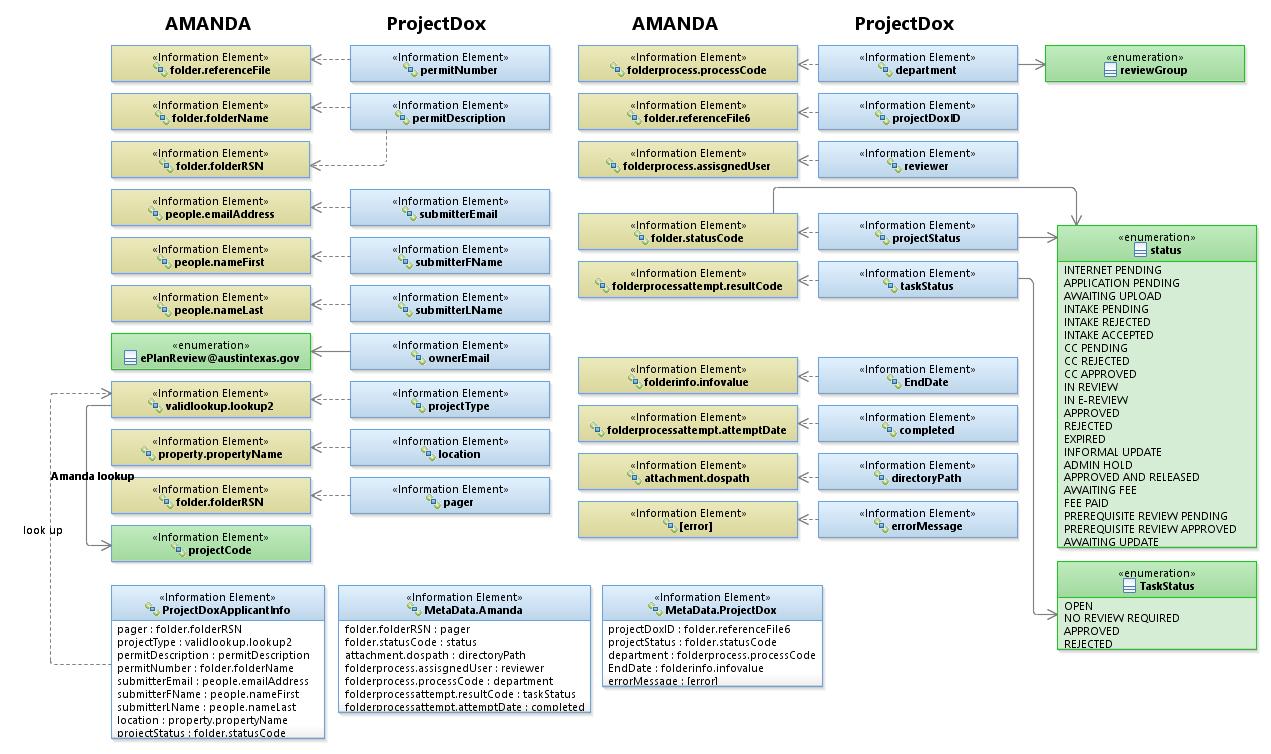 AMANDA
ProjectDox
AMANDA
ProjectDox
«Information Element»
folder.referenceFile
«Information Element»
permitNumber
«Information Element»
folder.folderName
«Information Element»
permitDescription
«Information Element»
folder.folderRSN
«Information Element»
people.emailAddress
«Information Element»
submitterEmail
«Information Element»
people.nameFirst
«Information Element»
submitterFName
«Information Element»
people.nameLast
«Information Element»
submitterLName
«enumeration»
ePlanReview@austintexas.gov
«Information Element»
ownerEmail
«Information Element»
validlookup.lookup2
«Information Element»
projectType
«Information Element»
property.propertyName
«Information Element»
location
Amanda lookup
«Information Element»
folder.folderRSN
«Information Element»
pager
look up
«Information Element»
projectCode
«Information Element»
folderprocess.processCode
«Information Element»
department
«enumeration»
reviewGroup
«Information Element»
folder.referenceFile6
«Information Element»
projectDoxID
«Information Element»
folderprocess.assisgnedUser
«Information Element»
reviewer
«Information Element»
folder.statusCode
«Information Element»
projectStatus
«Information Element»
folderprocessattempt.resultCode
«Information Element»
taskStatus
«Information Element»
folderinfo.infovalue
«Information Element»
EndDate
«Information Element»
folderprocessattempt.attemptDate
«Information Element»
completed
«Information Element»
attachment.dospath
«Information Element»
directoryPath
«Information Element»
[error]
«Information Element»
errorMessage
«enumeration»
status
INTERNET PENDING
APPLICATION PENDING
AWAITING UPLOAD
INTAKE PENDING
INTAKE REJECTED
INTAKE ACCEPTED
CC PENDING
CC REJECTED
CC APPROVED
IN REVIEW
IN E-REVIEW
APPROVED
REJECTED
EXPIRED
INFORMAL UPDATE
ADMIN HOLD
APPROVED AND RELEASED
AWAITING FEE
FEE PAID
PREREQUISITE REVIEW PENDING
PREREQUISITE REVIEW APPROVED
AWAITING UPDATE
«enumeration»
TaskStatus
OPEN
NO REVIEW REQUIRED
APPROVED
REJECTED
«Information Element»
ProjectDoxApplicantInfo
pager : folder.folderRSN
projectType : validlookup.lookup2
permitDescription : permitDescription
permitNumber : folder.folderName
submitterEmail : people.emailAddress
submitterFName : people.nameFirst
submitterLName : people.nameLast
location : property.propertyName
projectStatus : folder.statusCode
«Information Element»
MetaData.Amanda
folder.folderRSN : pager
folder.statusCode : status
attachment.dospath : directoryPath
folderprocess.assisgnedUser : reviewer
folderprocess.processCode : department
folderprocessattempt.resultCode : taskStatus
folderprocessattempt.attemptDate : completed
«Information Element»
MetaData.ProjectDox
projectDoxID : folder.referenceFile6
projectStatus : folder.statusCode
department : folderprocess.processCode
EndDate : folderinfo.infovalue
errorMessage : [error]